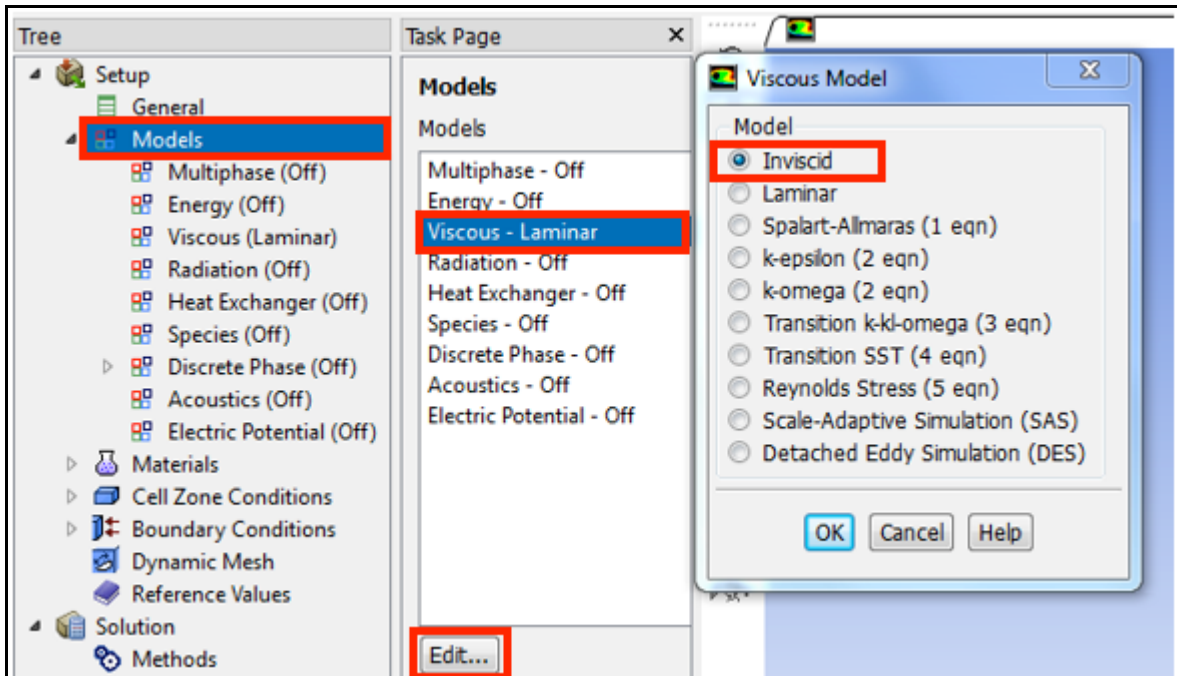 Tree
Setup
General
Models
Multiphase (Off)
Energy (Off)
Viscous (Laminar)
Radiation (Off)
Heat Exchanger (Off)
Species (Off)
Discrete Phase (Off)
Acoustics (Off)
Electric Potential (Off)
Materials
Cell Zone Conditions
Boundary Conditions
Dynamic Mesh
Reference Values
Solution
Methods
Task Page
Models
Models
Multiphase - Off
Energy - Off
Viscous - Laminar
Radiation - Off
Heat Exchanger - Off
Species - Off
Discrete Phase - Off
Acoustics - Off
Electric Potential - Off
Edit...
Viscous Model
Model
Inviscid
Laminar
Spalart-Allmaras (1 eqn)
k-epsilon (2 eqn)
k-omega (2 eqn)
Transition k-kl-omega (3 eqn)
Transition SST (4 eqn)
Reynolds Stress (5 eqn)
Scale-Adaptive Simulation (SAS)
Detached Eddy Simulation (DES)
OK Cancel Help